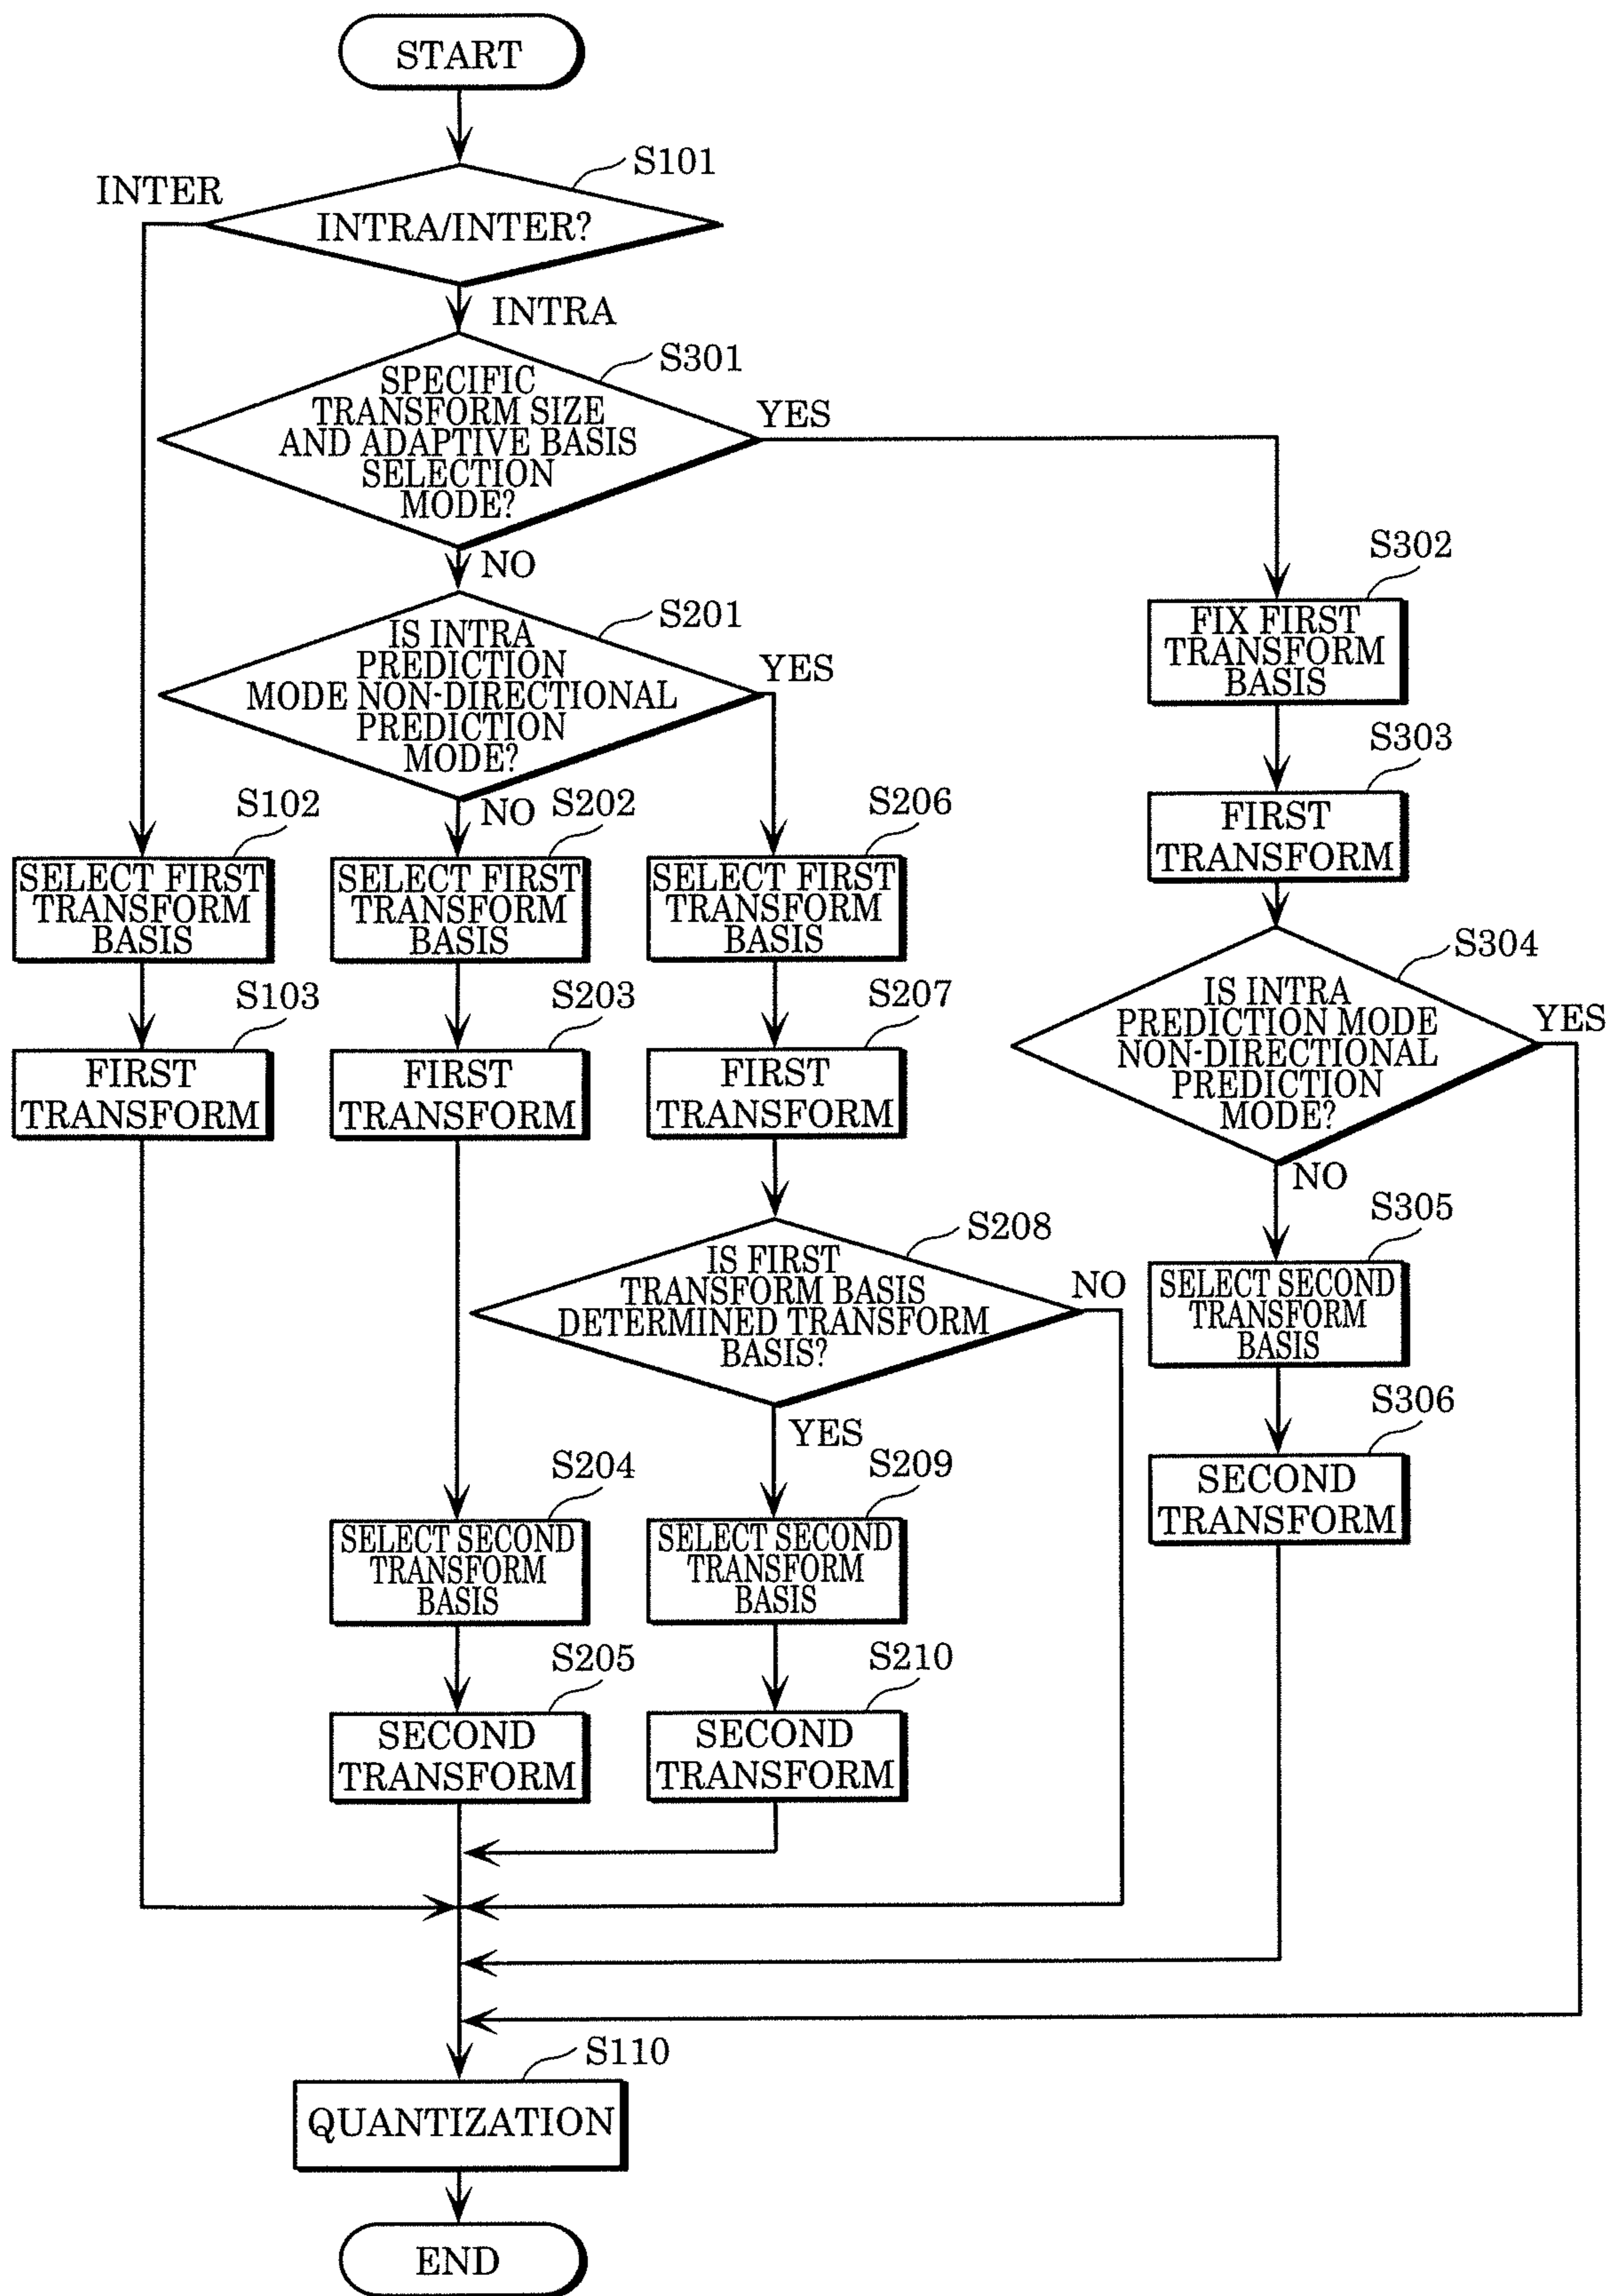 START
S101
INTER
INTRA/INTER?
INTRA
S301
SPECIFIC
TRANSFORM SIZE
AND ADAPTIVE BASIS
SELECTION
MODE?
YES
NO
S302
FIX FIRST
TRANSFORM
BASIS
S201
IS INTRA
PREDICTION
MODE NON-DIRECTIONAL
PREDICTION
MODE?
YES
NO
S303
FIRST
TRANSFORM
S102
SELECT FIRST
TRANSFORM
BASIS
S202
SELECT FIRST
TRANSFORM
BASIS
S206
SELECT FIRST
TRANSFORM
BASIS
S304
IS INTRA
PREDICTION MODE
NON-DIRECTIONAL
PREDICTION
MODE?
YES
NO
S103
FIRST
TRANSFORM
S203
FIRST
TRANSFORM
S207
FIRST
TRANSFORM
S208
IS FIRST
TRANSFORM BASIS
DETERMINED TRANSFORM
BASIS?
NO
YES
S305
SELECT SECOND
TRANSFORM
BASIS
S306
SECOND
TRANSFORM
S204
SELECT SECOND
TRANSFORM
BASIS
S209
SELECT SECOND
TRANSFORM
BASIS
S205
SECOND
TRANSFORM
S210
SECOND
TRANSFORM
S110
QUANTIZATION
END